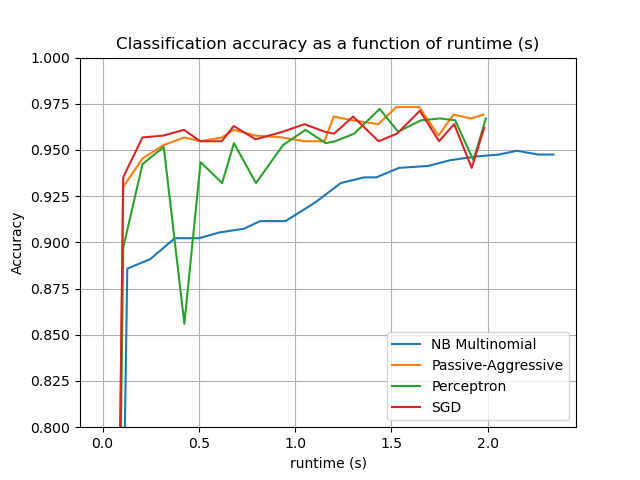 Classification accuracy as a function of runtime (s)
1.000
0.975
0.950
0.925
0.900
0.875
0.850
0.825
0.800
Accuracy
NB Multinomial
Passive-Aggressive
Perceptron
SGD
0.0 0.5 1.0 1.5 2.0
runtime (s)